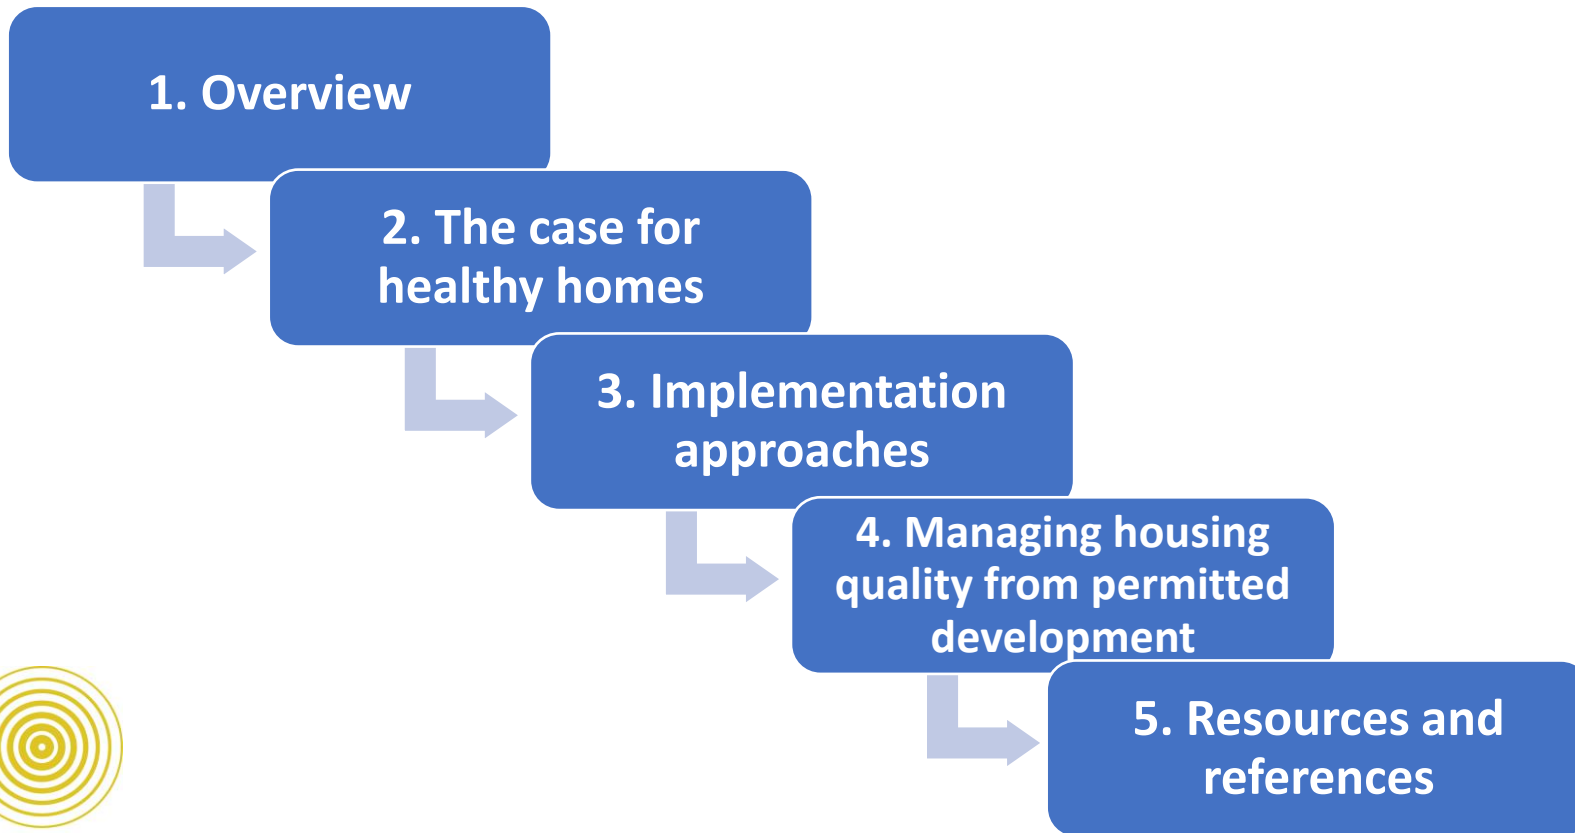 1. Overview
2. The case for
healthy homes
3. Implementation
approaches
4. Managing housing
quality from permitted
development
5. Resources and
references